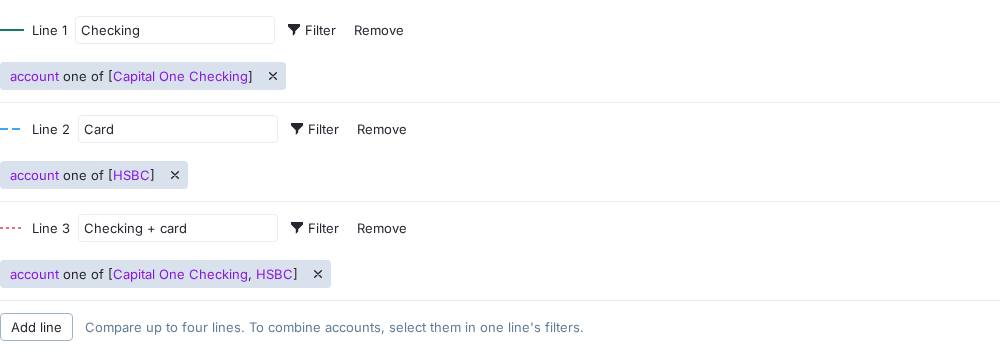 Line 1 Checking Filter Remove
account one of [Capital One Checking] ×
Line 2 Card Filter Remove
account one of [HSBC] ×
Line 3 Checking + card Filter Remove
account one of [Capital One Checking, HSBC] ×
Add line Compare up to four lines. To combine accounts, select them in one line's filters.